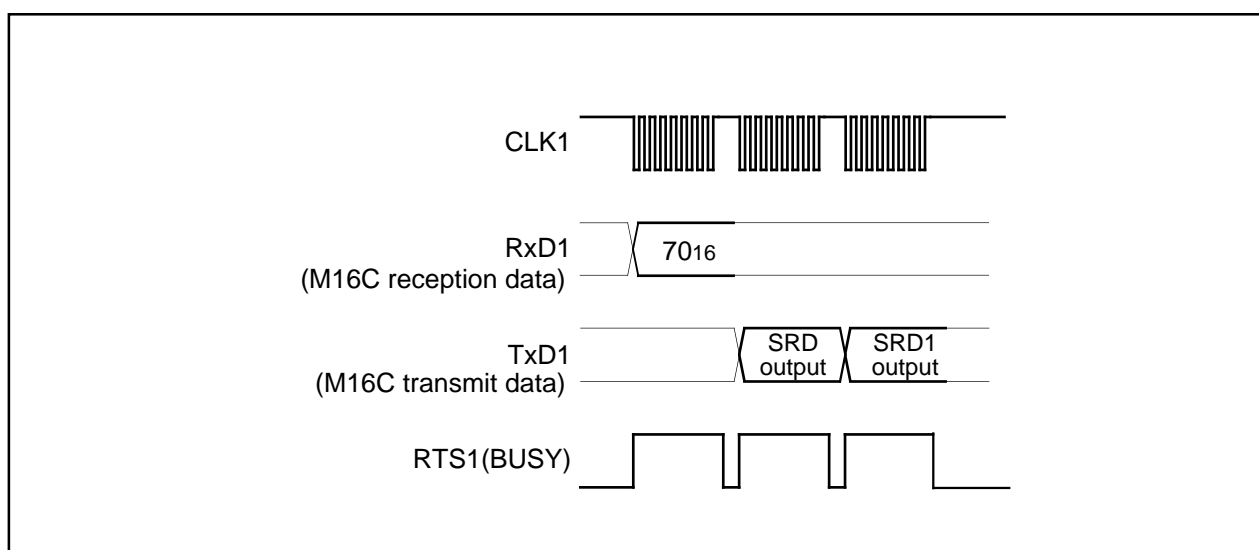 CLK1
RxD1
(M16C reception data)
7016
TxD1
(M16C transmit data)
SRD
output
SRD1
output
RTS1(BUSY)